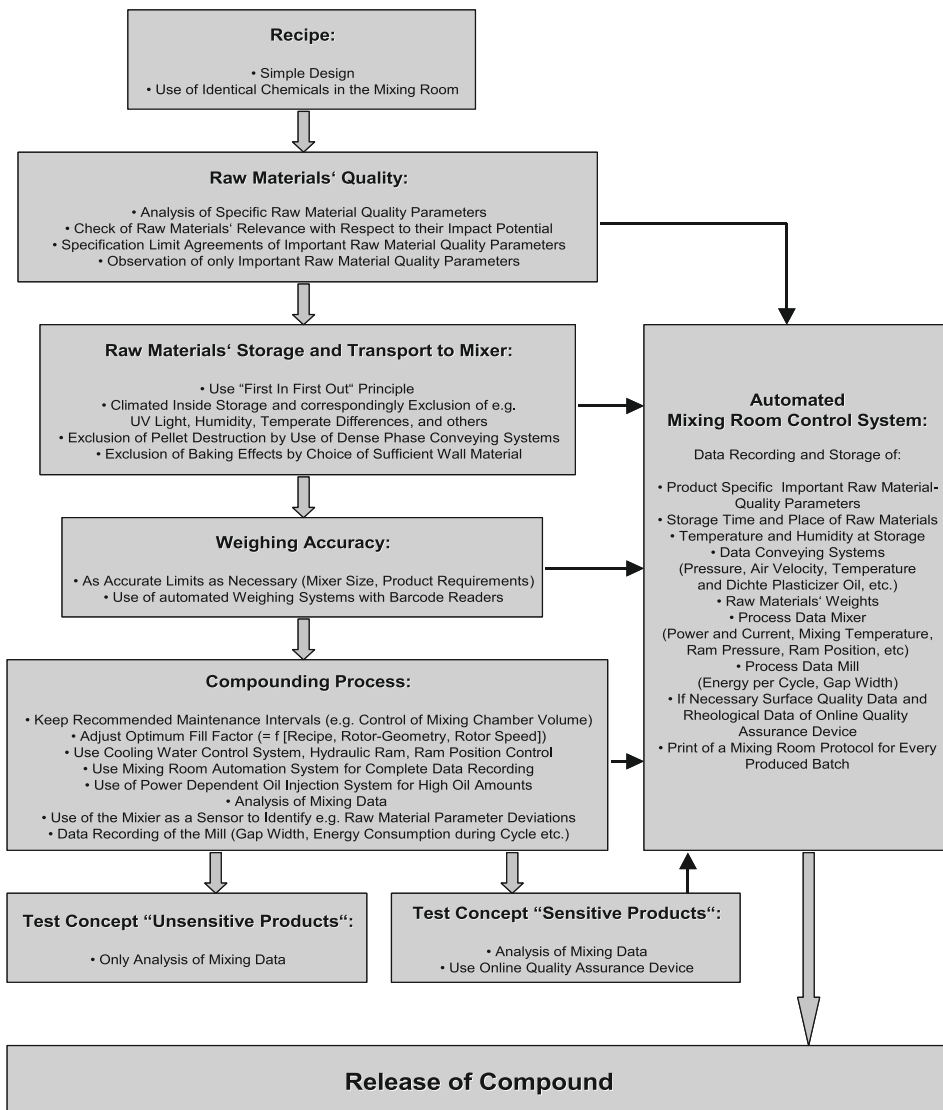 Recipe:
• Simple Design
• Use of Identical Chemicals in the Mixing Room
Raw Materials‘ Quality:
• Analysis of Specific Raw Material Quality Parameters
• Check of Raw Materials‘ Relevance with Respect to their Impact Potential
• Specification Limit Agreements of Important Raw Material Quality Parameters
• Observation of only Important Raw Material Quality Parameters
Raw Materials‘ Storage and Transport to Mixer:
• Use “First In First Out“ Principle
• Climated Inside Storage and correspondingly Exclusion of e.g.
UV Light, Humidity, Temperate Differences, and others
• Exclusion of Pellet Destruction by Use of Dense Phase Conveying Systems
• Exclusion of Baking Effects by Choice of Sufficient Wall Material
Weighing Accuracy:
• As Accurate Limits as Necessary (Mixer Size, Product Requirements)
• Use of automated Weighing Systems with Barcode Readers
Compounding Process:
• Keep Recommended Maintenance Intervals (e.g. Control of Mixing Chamber Volume)
• Adjust Optimum Fill Factor (= f [Recipe, Rotor-Geometry, Rotor Speed])
• Use Cooling Water Control System, Hydraulic Ram, Ram Position Control
• Use Mixing Room Automation System for Complete Data Recording
• Use of Power Dependent Oil Injection System for High Oil Amounts
• Analysis of Mixing Data
• Use of the Mixier as a Sensor to Identify e.g. Raw Material Parameter Deviations
• Data Recording of the Mill (Gap Width, Energy Consumption during Cycle etc.)
Automated
Mixing Room Control System:
Data Recording and Storage of:
• Product Specific Important Raw Material-
Quality Parameters
• Storage Time and Place of Raw Materials
• Temperature and Humidity at Storage
• Data Conveying Systems
(Pressure, Air Velocity, Temperature
and Dichte Plasticizer Oil, etc.)
• Raw Materials‘ Weights
• Process Data Mixer
(Power and Current, Mixing Temperature,
Ram Pressure, Ram Position, etc)
• Process Data Mill
(Energy per Cycle, Gap Width)
• If Necessary Surface Quality Data and
Rheological Data of Online Quality
Assurance Device
• Print of a Mixing Room Protocol for Every
Produced Batch
Test Concept “Unsensitive Products“:
• Only Analysis of Mixing Data
Test Concept “Sensitive Products“:
• Analysis of Mixing Data
• Use Online Quality Assurance Device
Release of Compound